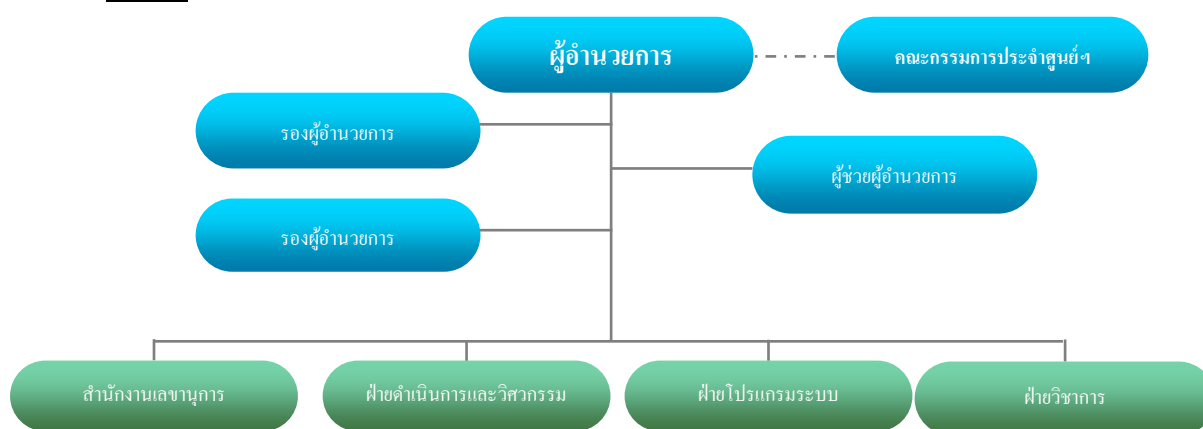 ผู้อำนวยการ
คณะกรรมการประจำศูนย์ฯ
รองผู้อำนวยการ
ผู้ช่วยผู้อำนวยการ
รองผู้อำนวยการ
สำนักงานเลขานุการ
ฝ่ายดำเนินการและวิศวกรรม
ฝ่ายโปรแกรมระบบ
ฝ่ายวิชาการ